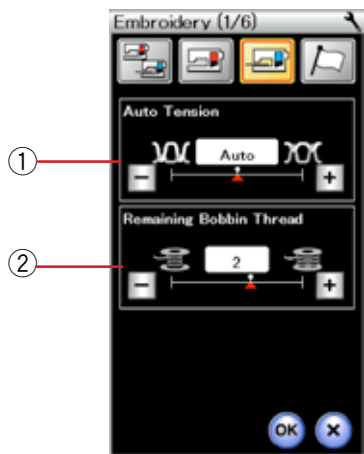 Embroidery (1/6)
Auto Tension
① Auto
− +
Remaining Bobbin Thread
② 2
− +
OK ×